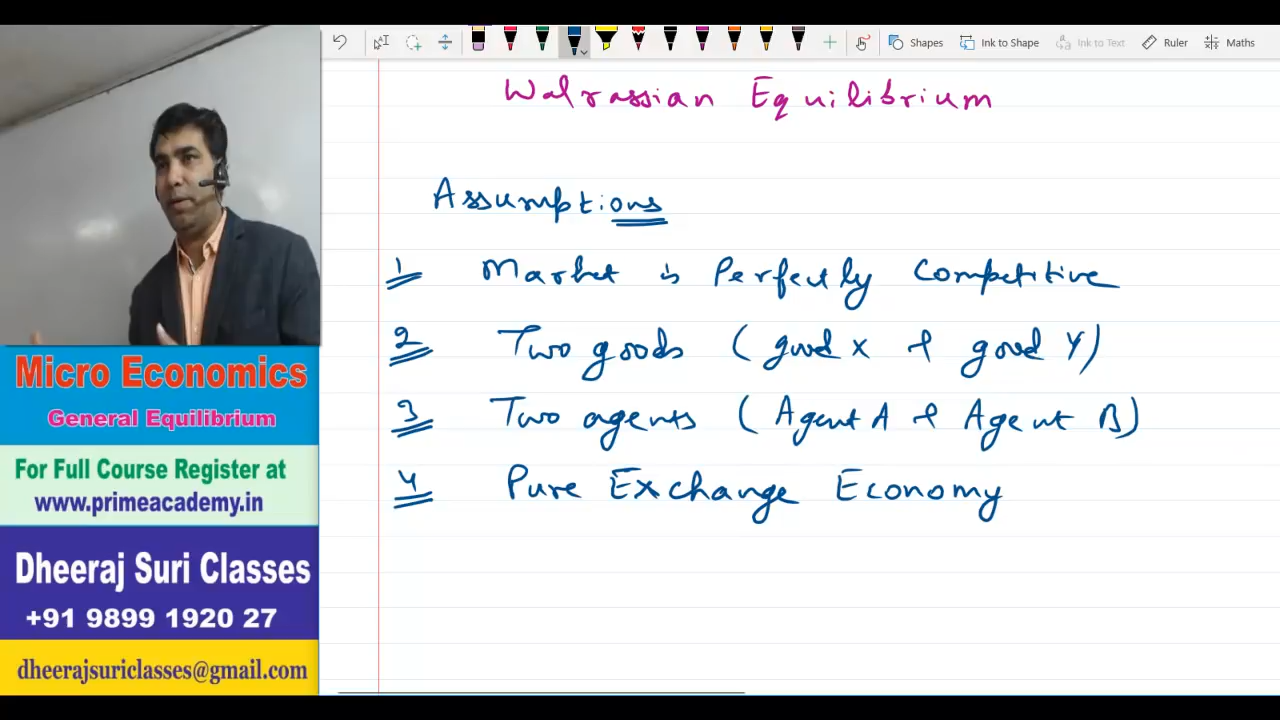 Shapes Ink to Shape Ink to Text Ruler Maths
Walrassian Equilibrium
Assumptions
1 Market is Perfectly Competitive
2 Two goods (good X & good Y)
3 Two agents (Agent A & Agent B)
4 Pure Exchange Economy
Micro Economics
General Equilibrium
For Full Course Register at
www.primeacademy.in
Dheeraj Suri Classes
+91 9899 1920 27
dheerajsuriclasses@gmail.com